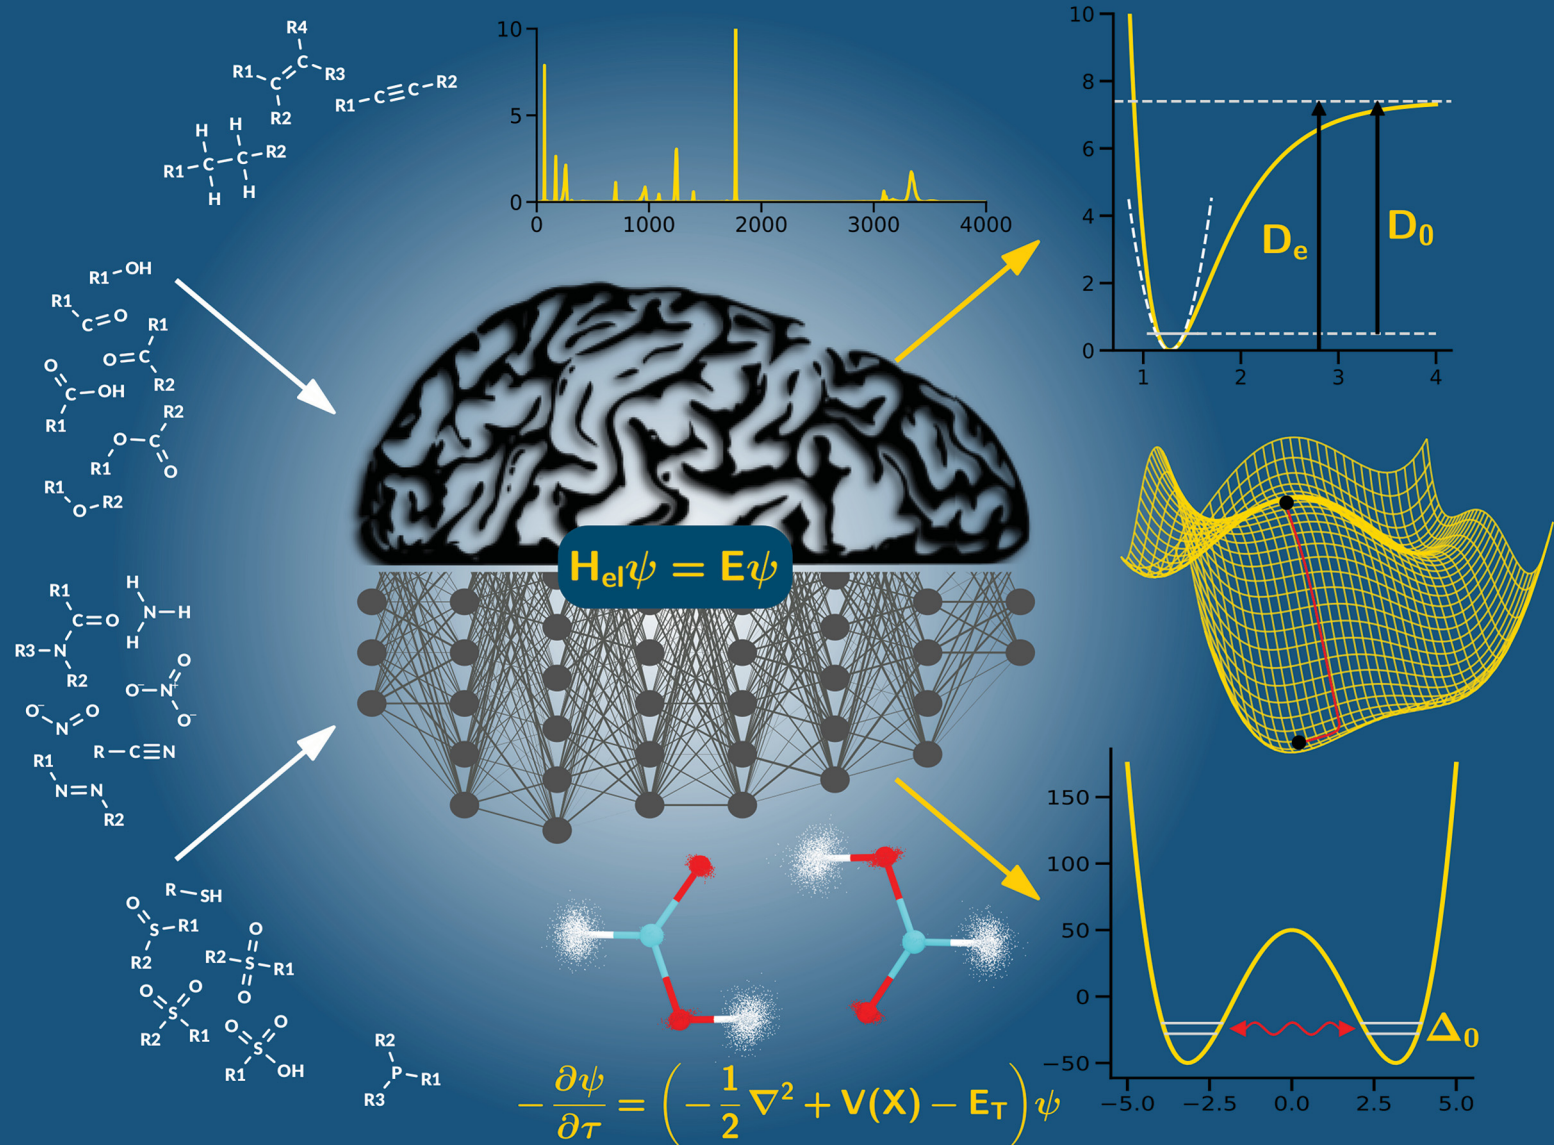 R4
R1 C C R3
R2
R1 C≡C R2
H H
R1 C C R2
H H
10
5
0
0 1000 2000 3000 4000
10
8
6
4
2
0
1 2 3 4
Dₑ D₀
R1 OH
R1
C O
R1
O C
R2
O
C OH
R1
R2
O C
R1 O
R1 R2
O
Hₑₗψ = Eψ
R1
C=O
R3–N
R2
H
N–H
H
O
O⁻–N⁺
O⁻
O⁻ O
N
R–C≡N
R1
N=N
R2
R–SH
O
S–R1
R2
O
R2–S R1
O
O O
S
R2 R1
O O
S
R1 OH
R2
P R1
R3
150
100
50
0
−50
−5.0 −2.5 0.0 2.5 5.0
Δ₀
−∂ψ/∂τ = (−1/2 ∇² + V(X) − E_T)ψ